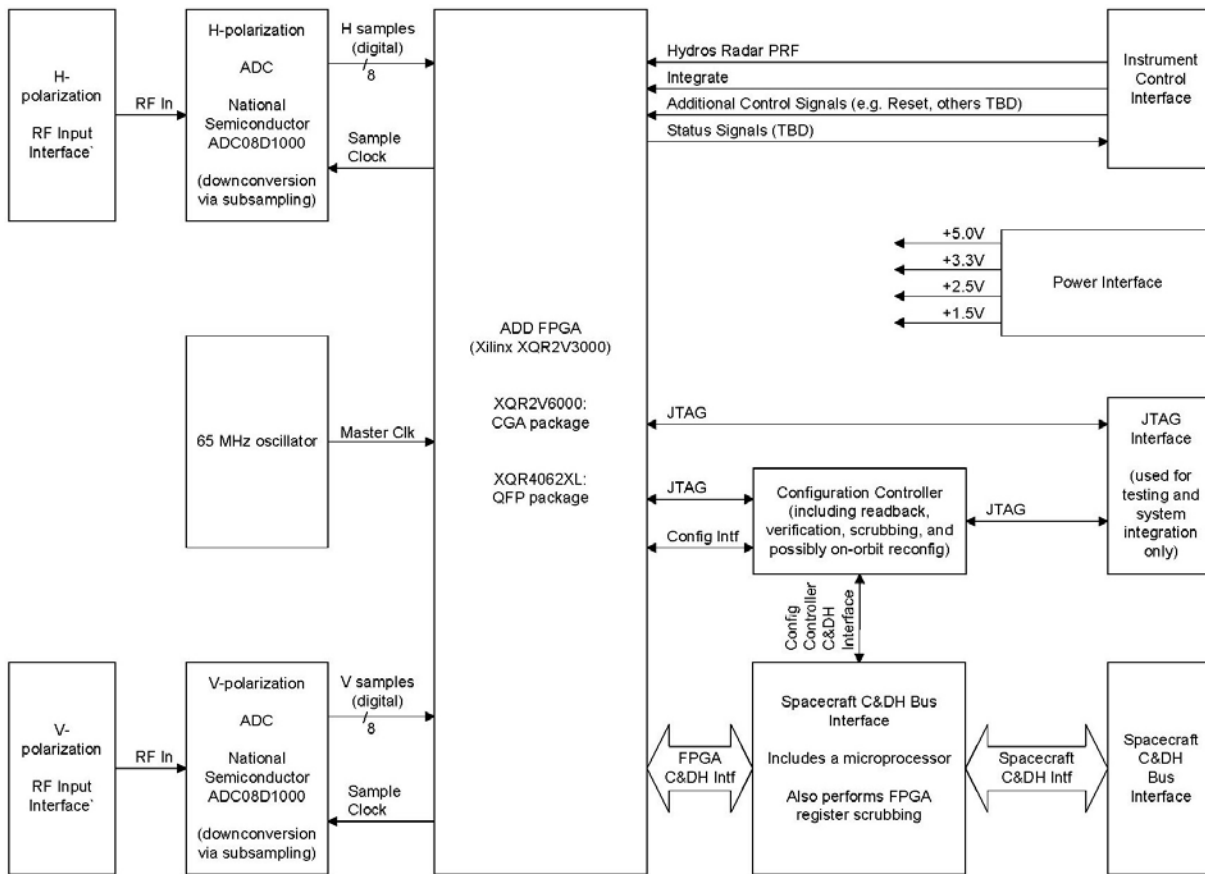 H-
polarization
RF Input
Interface`
RF In
H-polarization
ADC
National
Semiconductor
ADC08D1000
(downconversion
via subsampling)
H samples
(digital)
8
Sample
Clock
65 MHz oscillator
Master Clk
V-
polarization
RF Input
Interface`
RF In
V-polarization
ADC
National
Semiconductor
ADC08D1000
(downconversion
via subsampling)
V samples
(digital)
8
Sample
Clock
ADD FPGA
(Xilinx XQR2V3000)
XQR2V6000:
CGA package
XQR4062XL:
QFP package
Hydros Radar PRF
Integrate
Additional Control Signals (e.g. Reset, others TBD)
Status Signals (TBD)
Instrument
Control
Interface
+5.0V
+3.3V
+2.5V
+1.5V
Power Interface
JTAG
JTAG
Config Intf
Configuration Controller
(including readback,
verification, scrubbing, and
possibly on-orbit reconfig)
JTAG
JTAG
Interface
(used for
testing and
system
integration
only)
Config
Controller
C&DH
Interface
FPGA
C&DH Intf
Spacecraft C&DH Bus
Interface
Includes a microprocessor
Also performs FPGA
register scrubbing
Spacecraft
C&DH Intf
Spacecraft
C&DH
Bus
Interface